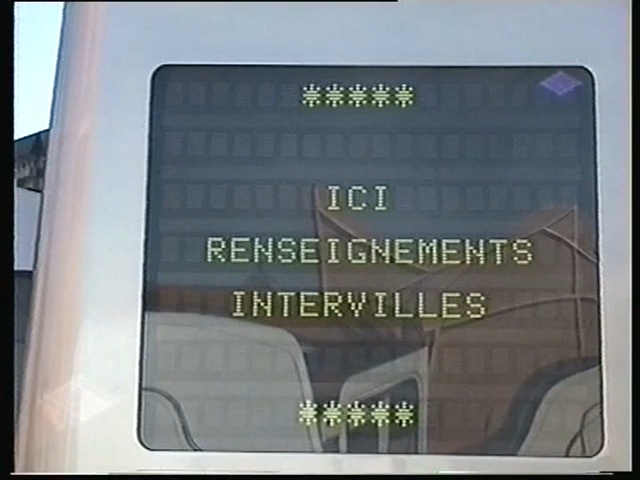 *****
ICI
RENSEIGNEMENTS
INTERVILLES
*****